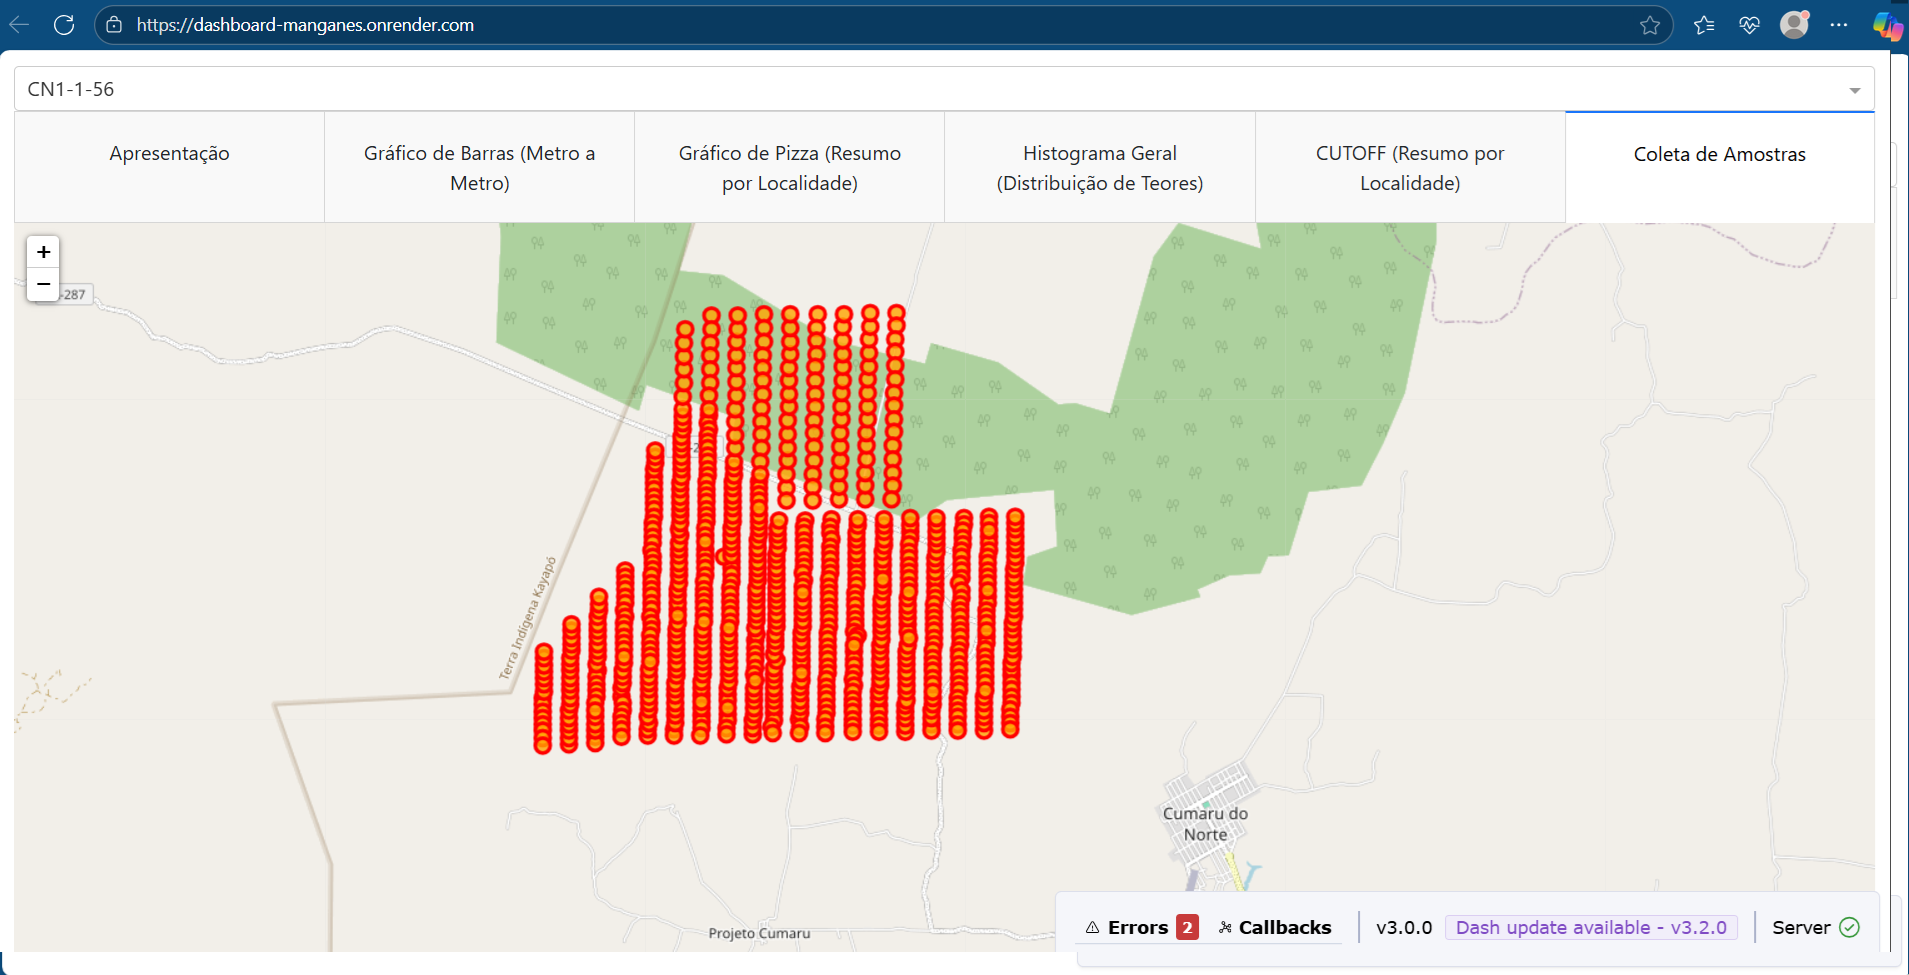 https://dashboard-manganes.onrender.com
CN1-1-56
Apresentação
Gráfico de Barras (Metro a
Metro)
Gráfico de Pizza (Resumo
por Localidade)
Histograma Geral
(Distribuição de Teores)
CUTOFF (Resumo por
Localidade)
Coleta de Amostras
+
−
-287
Terra Indígena Kayapó
Cumaru do
Norte
Projeto Cumaru
Errors 2 Callbacks v3.0.0 Dash update available - v3.2.0 Server